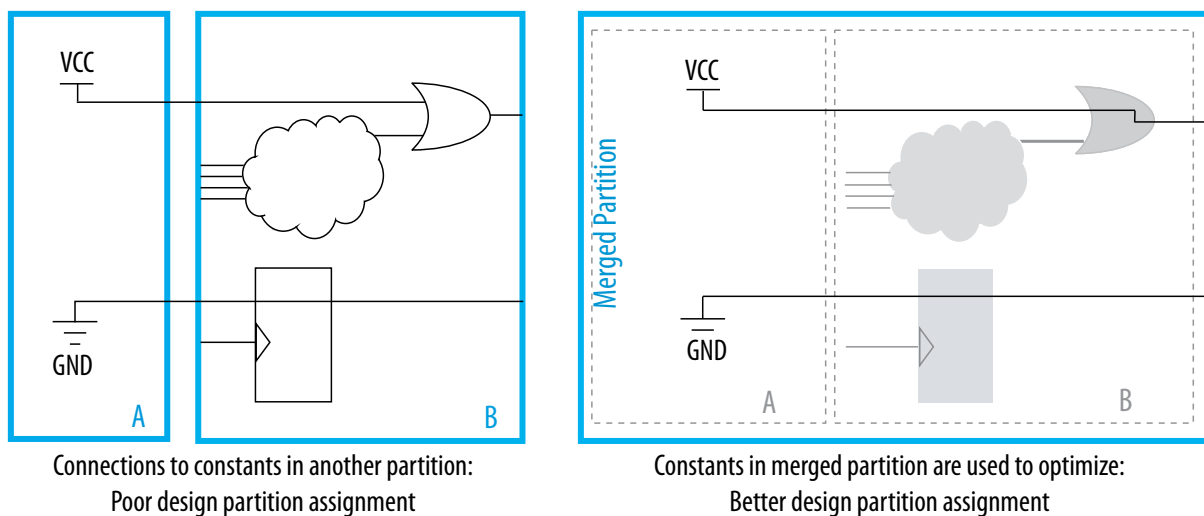 VCC
GND
A
B
Connections to constants in another partition:
Poor design partition assignment
Merged Partition
VCC
GND
A
B
Constants in merged partition are used to optimize:
Better design partition assignment